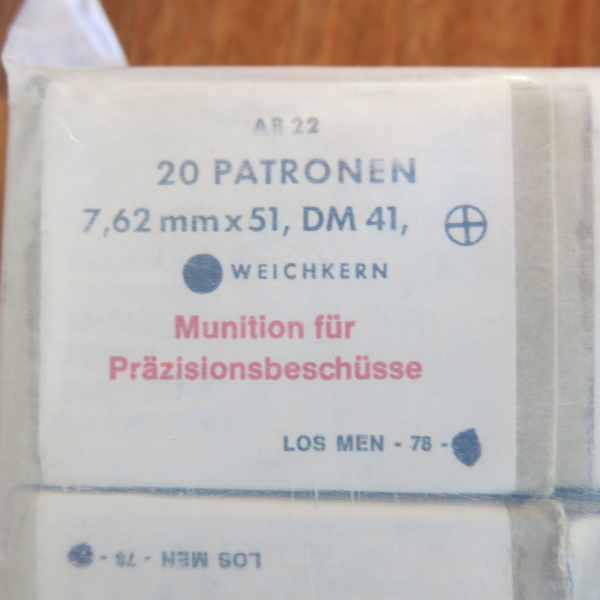 AB 22
20 PATRONEN
7,62 mm x 51, DM 41,
WEICHKERN
Munition für
Präzisionsbeschüsse
LOS MEN - 78 -
LOS MEN - 78 -